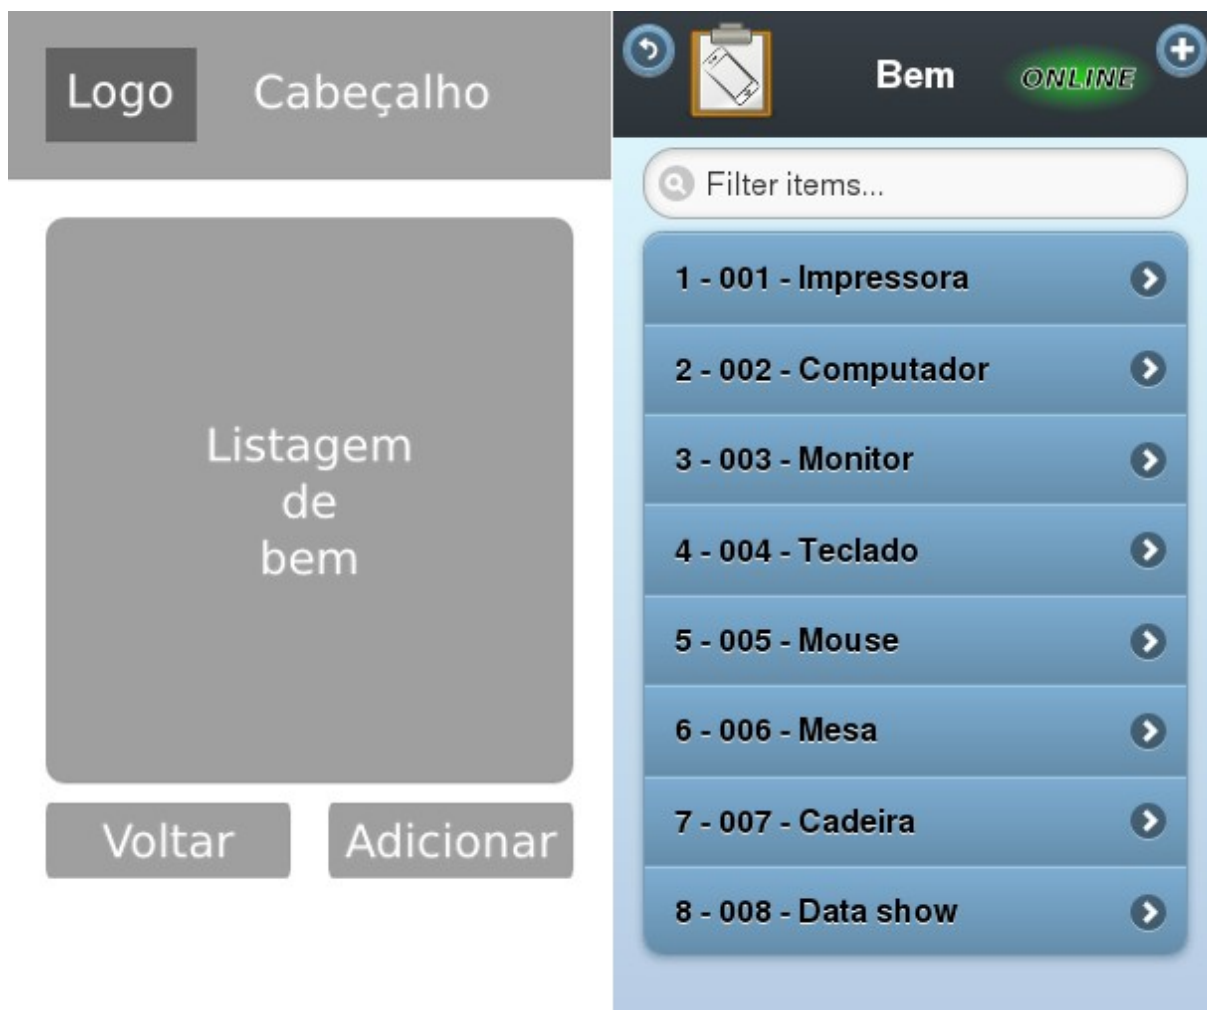 Logo
Cabeçalho
Listagem
de
bem
Voltar
Adicionar
Bem
ONLINE
Filter items...
1 - 001 - Impressora
2 - 002 - Computador
3 - 003 - Monitor
4 - 004 - Teclado
5 - 005 - Mouse
6 - 006 - Mesa
7 - 007 - Cadeira
8 - 008 - Data show